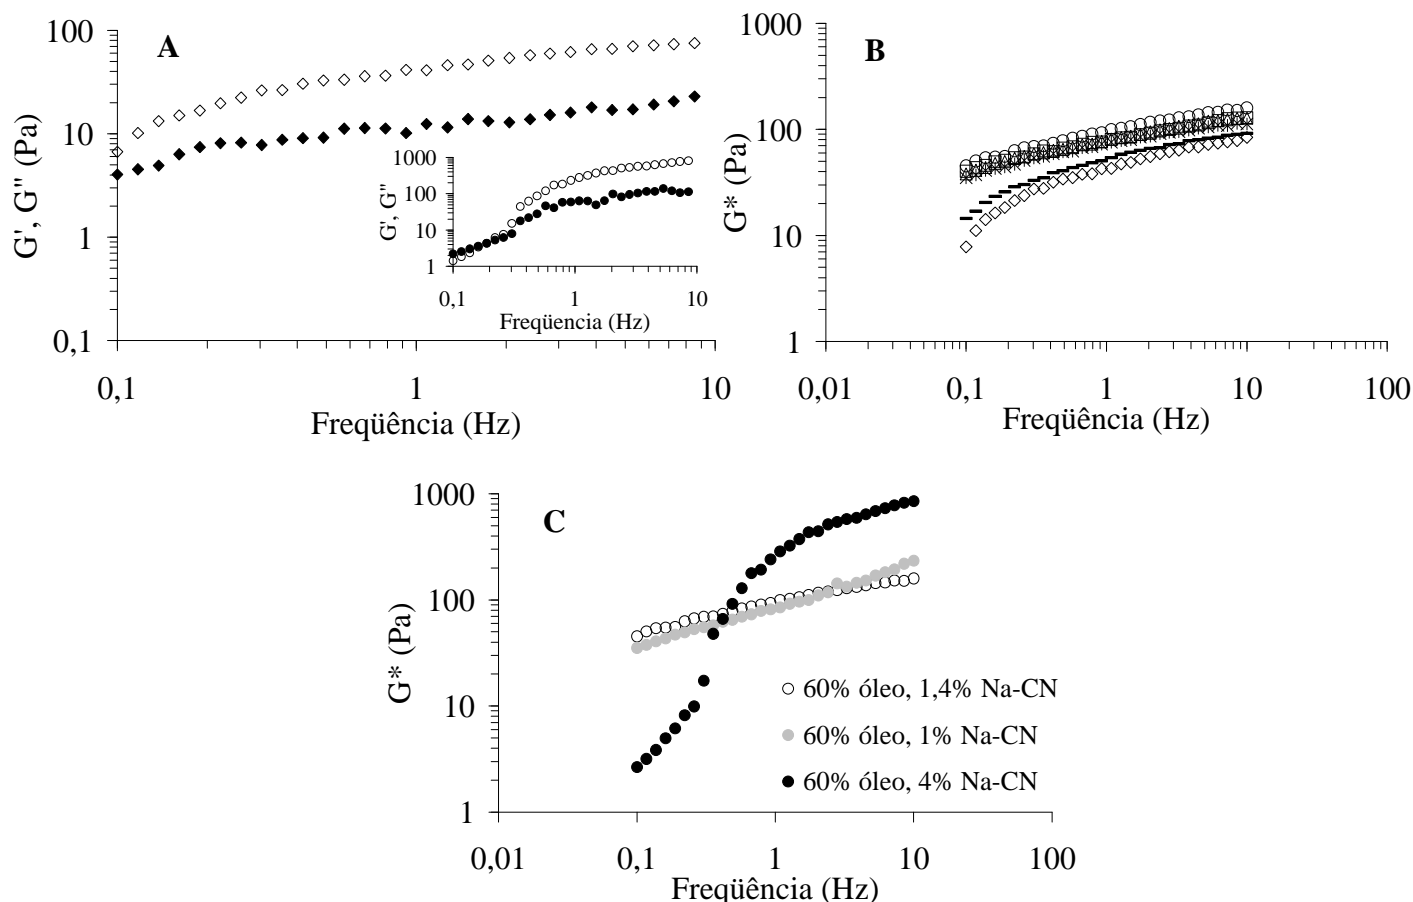 A
100
10
1
0,1
G', G" (Pa)
0,1
1
10
Freqüência (Hz)
1000
100
10
1
G', G"
0,1
1
10
Freqüencia (Hz)
B
1000
100
10
1
G* (Pa)
0,01
0,1
1
10
100
Freqüência (Hz)
C
1000
100
10
1
G* (Pa)
60% óleo, 1,4% Na-CN
60% óleo, 1% Na-CN
60% óleo, 4% Na-CN
0,01
0,1
1
10
100
Freqüência (Hz)